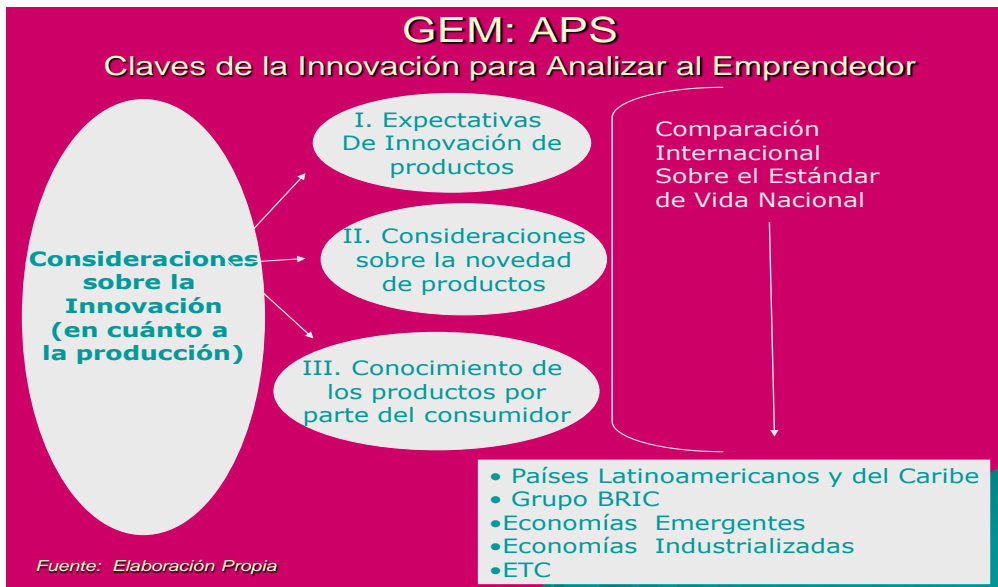 GEM: APS
Claves de la Innovación para Analizar al Emprendedor
Consideraciones
sobre la
Innovación
(en cuánto a
la producción)
I. Expectativas
De Innovación de
productos
II. Consideraciones
sobre la novedad
de productos
III. Conocimiento de
los productos por
parte del consumidor
Comparación
Internacional
Sobre el Estándar
de Vida Nacional
• Países Latinoamericanos y del Caribe
• Grupo BRIC
•Economías Emergentes
•Economías Industrializadas
•ETC
Fuente: Elaboración Propia